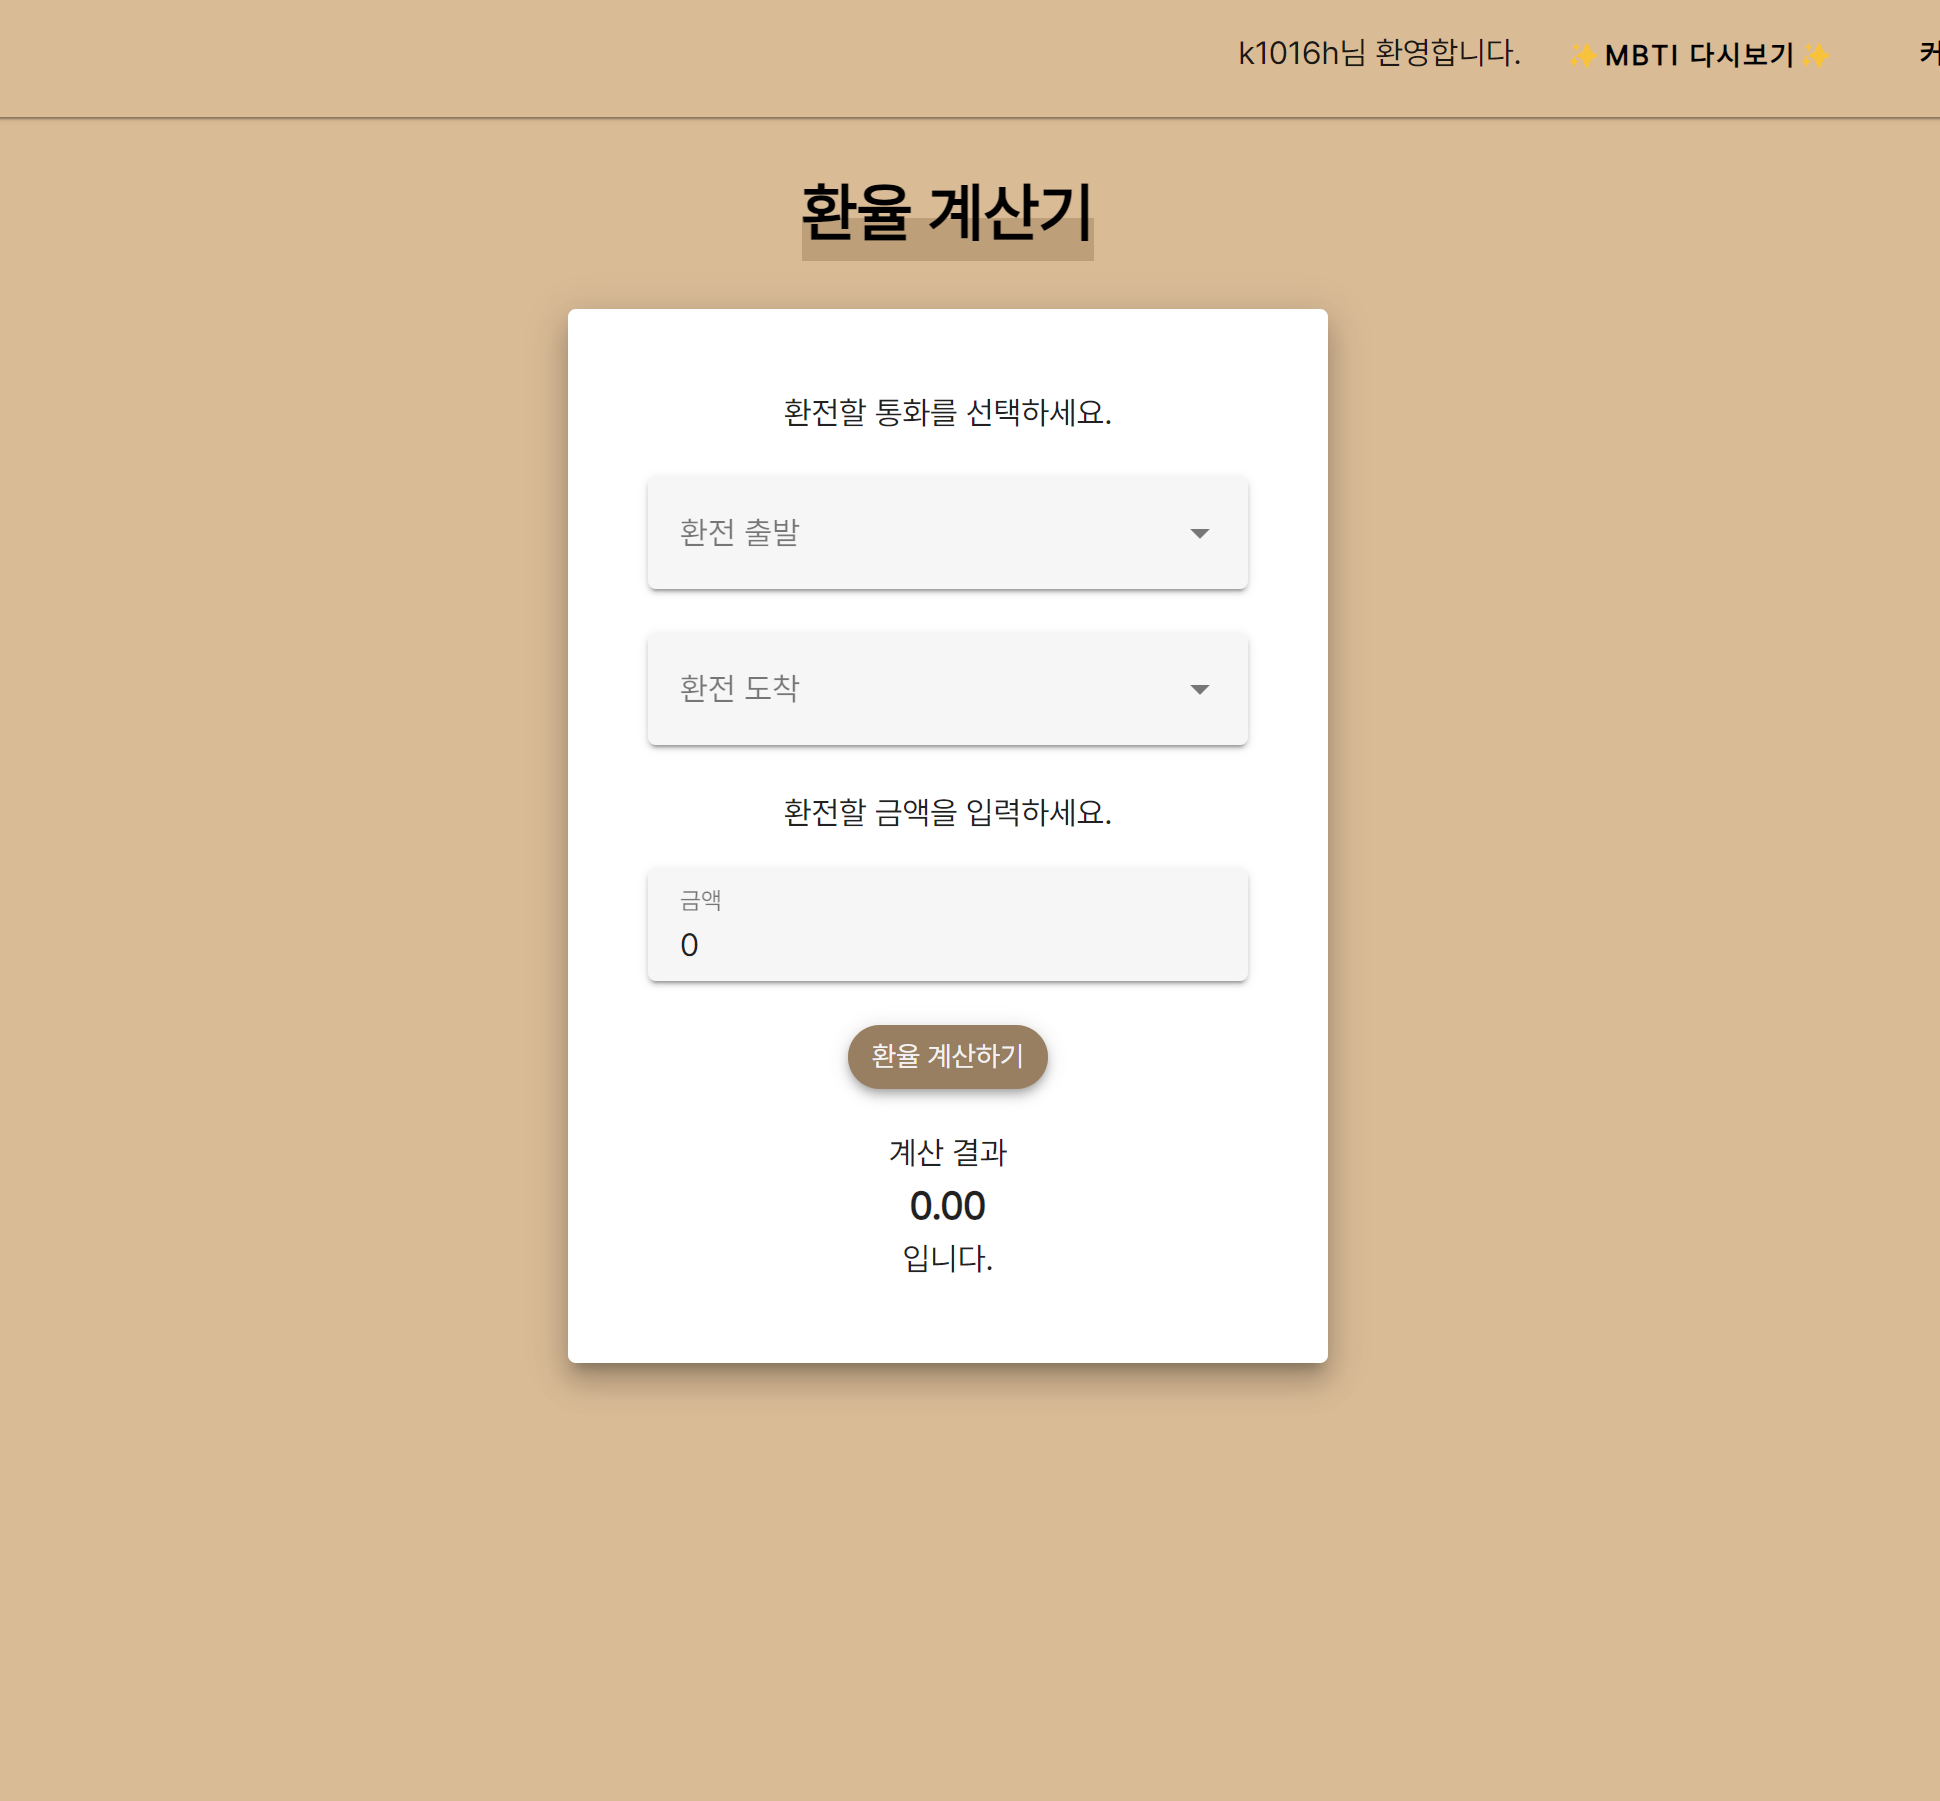 k1016h님 환영합니다. ✨MBTI 다시보기✨ 커
환율 계산기
환전할 통화를 선택하세요.
환전 출발
환전 도착
환전할 금액을 입력하세요.
금액
0
환율 계산하기
계산 결과
0.00
입니다.